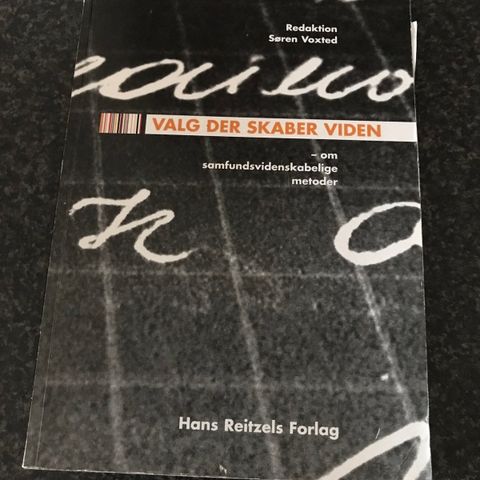 Redaktion
Søren Voxted
VALG DER SKABER VIDEN
– om
samfundsvidenskabelige
metoder
Hans Reitzels Forlag